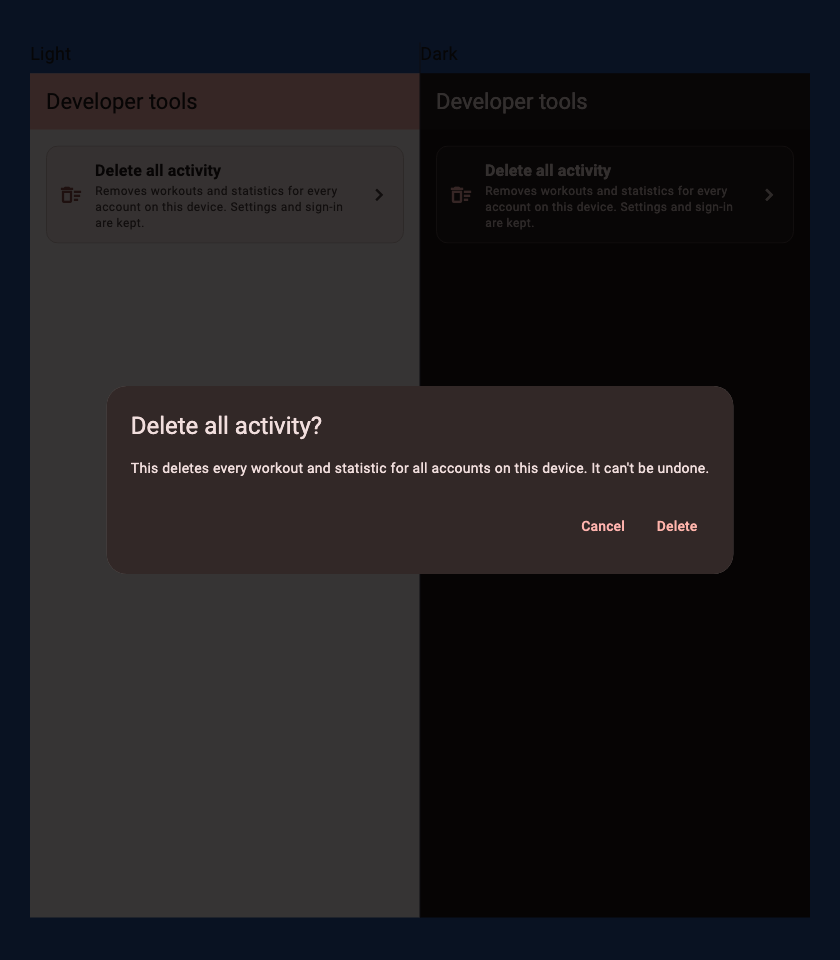 Light
Dark
Developer tools
Developer tools
Delete all activity
Removes workouts and statistics for every
account on this device. Settings and sign-in
are kept.
Delete all activity
Removes workouts and statistics for every
account on this device. Settings and sign-in
are kept.
Delete all activity?
This deletes every workout and statistic for all accounts on this device. It can't be undone.
Cancel
Delete